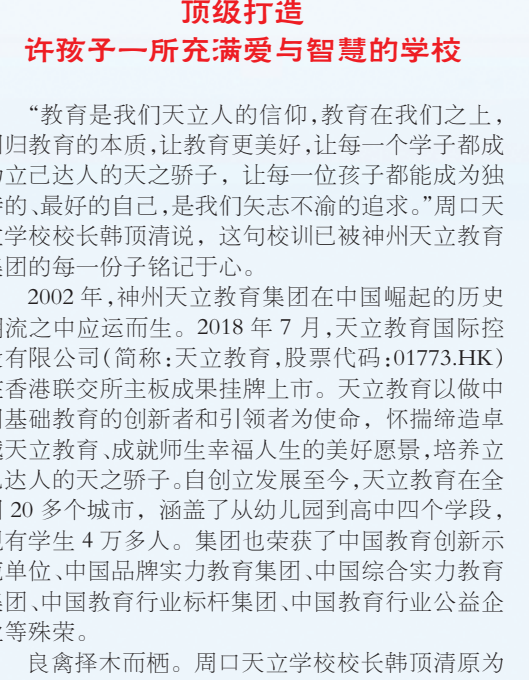 顶级打造
许孩子一所充满爱与智慧的学校
“教育是我们天立人的信仰,教育在我们之上,
归教育的本质,让教育更美好,让每一个学子都成
立己达人的天之骄子，让每一位孩子都能成为独
的、最好的自己,是我们矢志不渝的追求。”周口天
学校校长韩顶清说，这句校训已被神州天立教育
集团的每一份子铭记于心。
2002 年,神州天立教育集团在中国崛起的历史
潮流之中应运而生。2018 年 7 月,天立教育国际控
有限公司(简称:天立教育,股票代码:01773.HK)
在香港联交所主板成果挂牌上市。天立教育以做中
基础教育的创新者和引领者为使命，怀揣缔造卓
越天立教育、成就师生幸福人生的美好愿景,培养立
达人的天之骄子。自创立发展至今,天立教育在全
20 多个城市，涵盖了从幼儿园到高中四个学段,
现有学生 4 万多人。集团也荣获了中国教育创新示
范单位、中国品牌实力教育集团、中国综合实力教育
集团、中国教育行业标杆集团、中国教育行业公益企
等殊荣。
良禽择木而栖。周口天立学校校长韩顶清原为